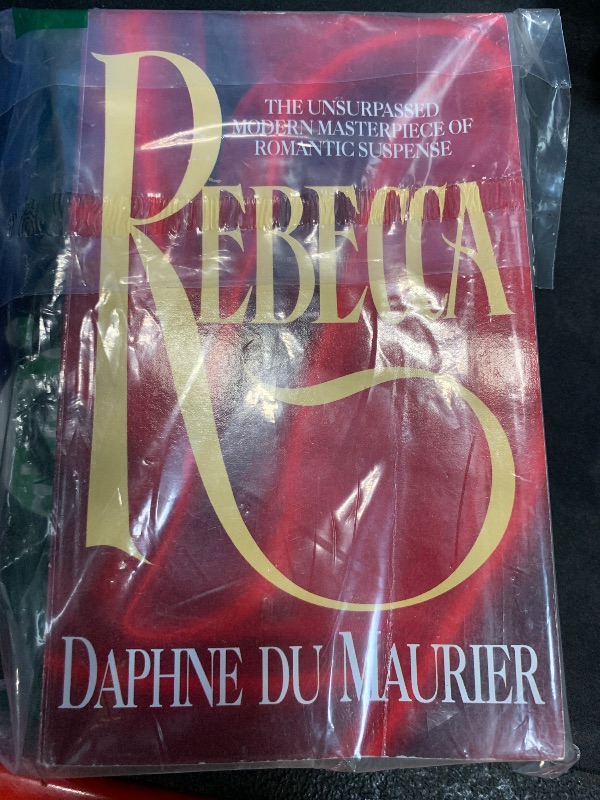 THE UNSURPASSED
MODERN MASTERPIECE OF
ROMANTIC SUSPENSE
REBECCA
DAPHNE DU MAURIER